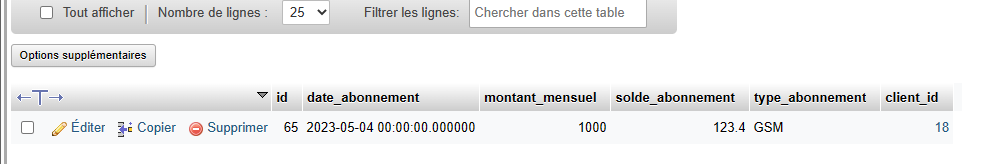 Tout afficher Nombre de lignes : 25 Filtrer les lignes: Chercher dans cette table
Options supplémentaires
id date_abonnement montant_mensuel solde_abonnement type_abonnement client_id
Éditer Copier Supprimer 65 2023-05-04 00:00:00.000000 1000 123.4 GSM 18